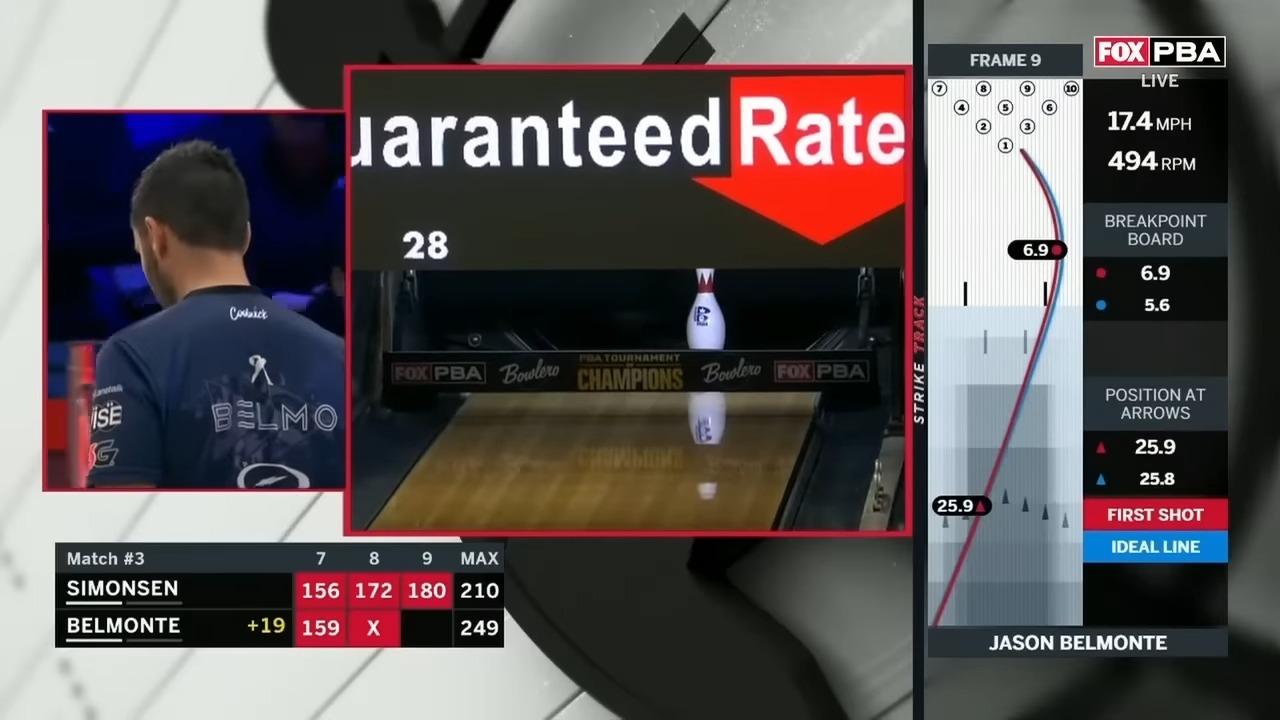 uaranteed Rate
28
FOX PBA
Bowlero
PBA TOURNAMENT
OF
CHAMPIONS
Bowlero
FOX PBA
BELMO
Match #3 7 8 9 MAX
SIMONSEN 156 172 180 210
BELMONTE +19 159 X 249
STRIKE TRACK
FRAME 9
7 8 9 10
4 5 6
2 3
1
6.9
25.9
FOX PBA
LIVE
17.4 MPH
494 RPM
BREAKPOINT
BOARD
6.9
5.6
POSITION AT
ARROWS
25.9
25.8
FIRST SHOT
IDEAL LINE
JASON BELMONTE